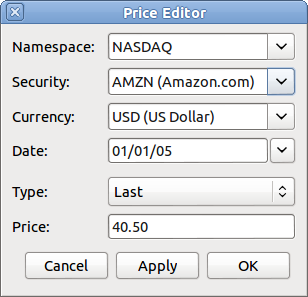 Price Editor
Namespace: NASDAQ
Security: AMZN (Amazon.com)
Currency: USD (US Dollar)
Date: 01/01/05
Type: Last
Price: 40.50
Cancel Apply OK